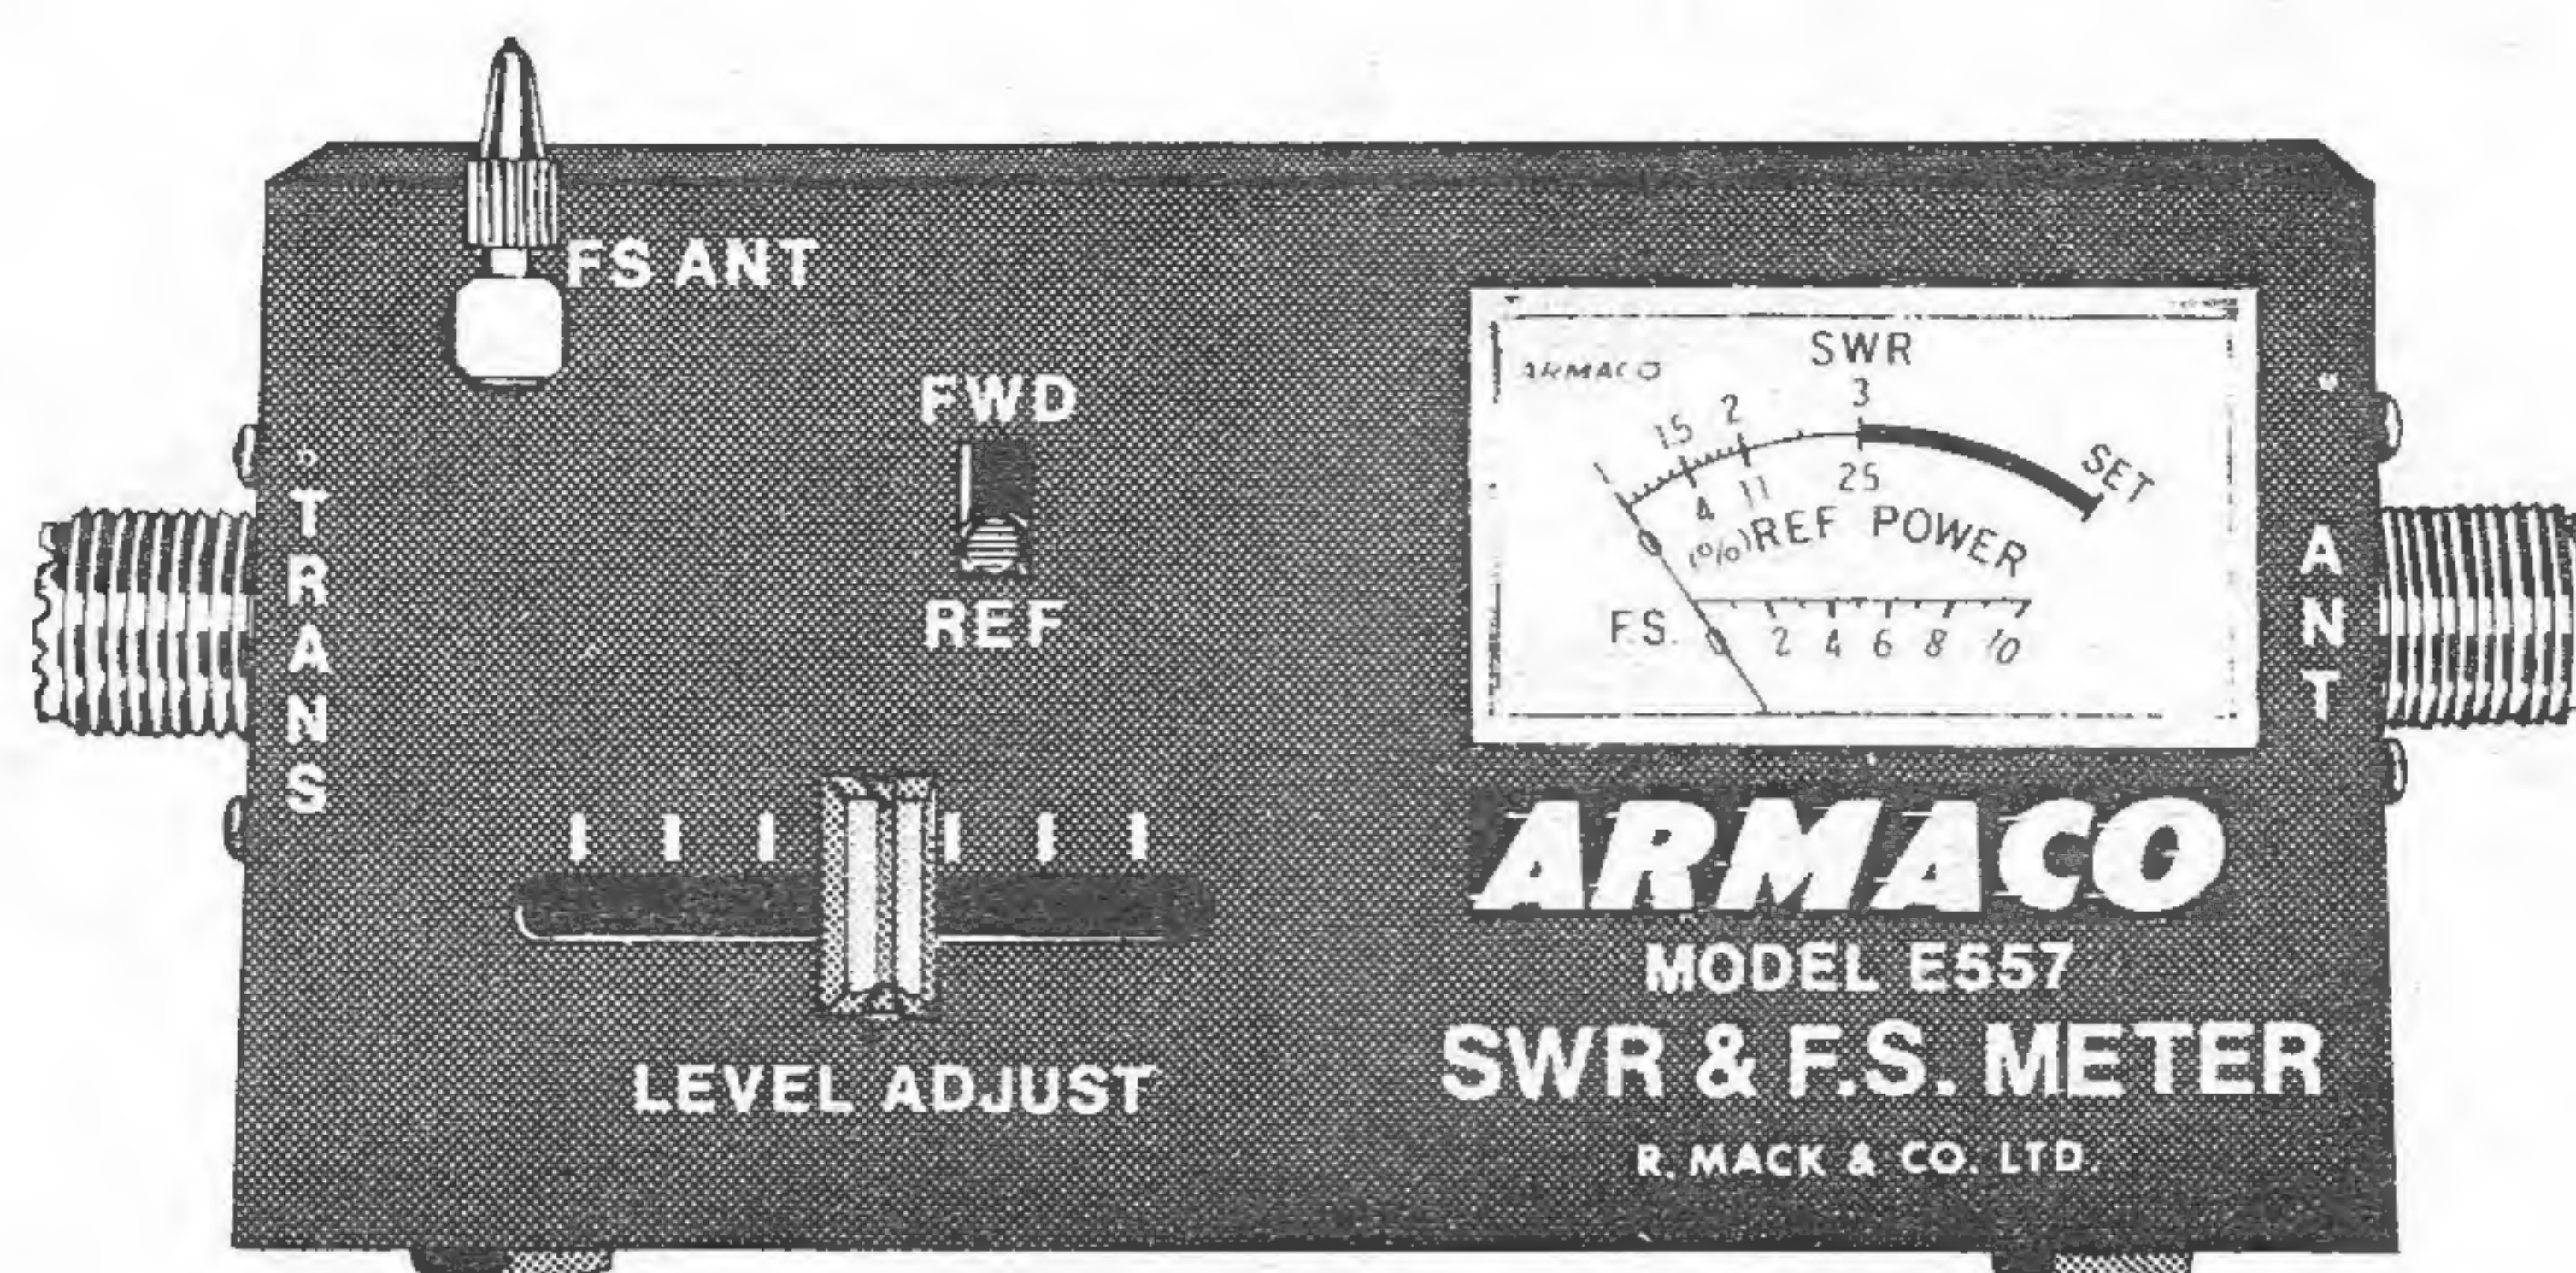 FS ANT
FWD
REF
TRANS
LEVEL ADJUST
ARMACO
SWR
1 1.5 2 3 SET
4 11 25
(%) REF POWER
F.S.
2 4 6 8 10
ANT
ARMACO
MODEL E557
SWR & F.S. METER
R. MACK & CO. LTD.